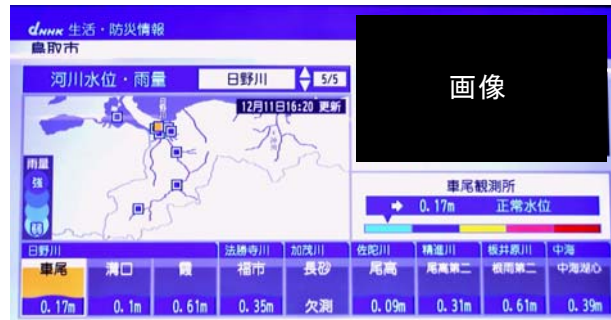 dNHK 生活・防災情報
鳥取市
河川水位・雨量
日野川
5/5
画像
12月11日16:20 更新
雨量
強
弱
車尾観測所
0.17m 正常水位
日野川 法勝寺川 加茂川 佐陀川 精進川 板井原川 中海
車尾 溝口 霞 福市 長砂 尾高 尾高第二 根雨第二 中海湖心
0.17m 0.1m 0.61m 0.35m 欠測 0.09m 0.31m 0.61m 0.39m